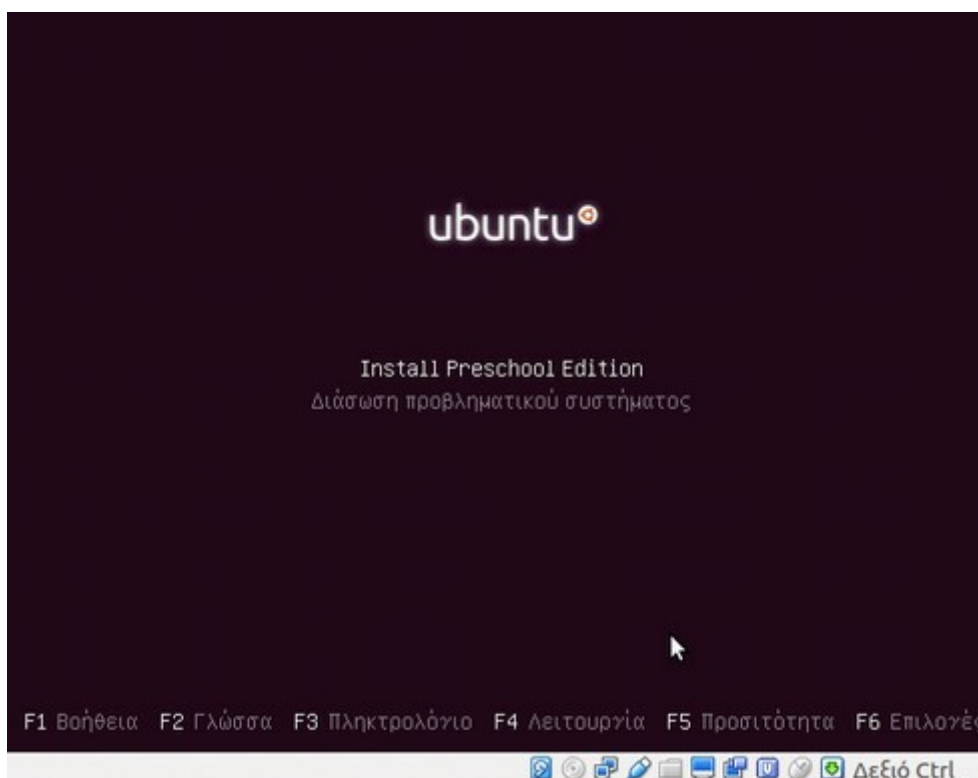 ubuntu
Install Preschool Edition
Διάσωση προβληματικού συστήματος
F1 Βοήθεια F2 Γλώσσα F3 Πληκτρολόγιο F4 Λειτουργία F5 Προσιτότητα F6 Επιλογές
Δεξιό Ctrl